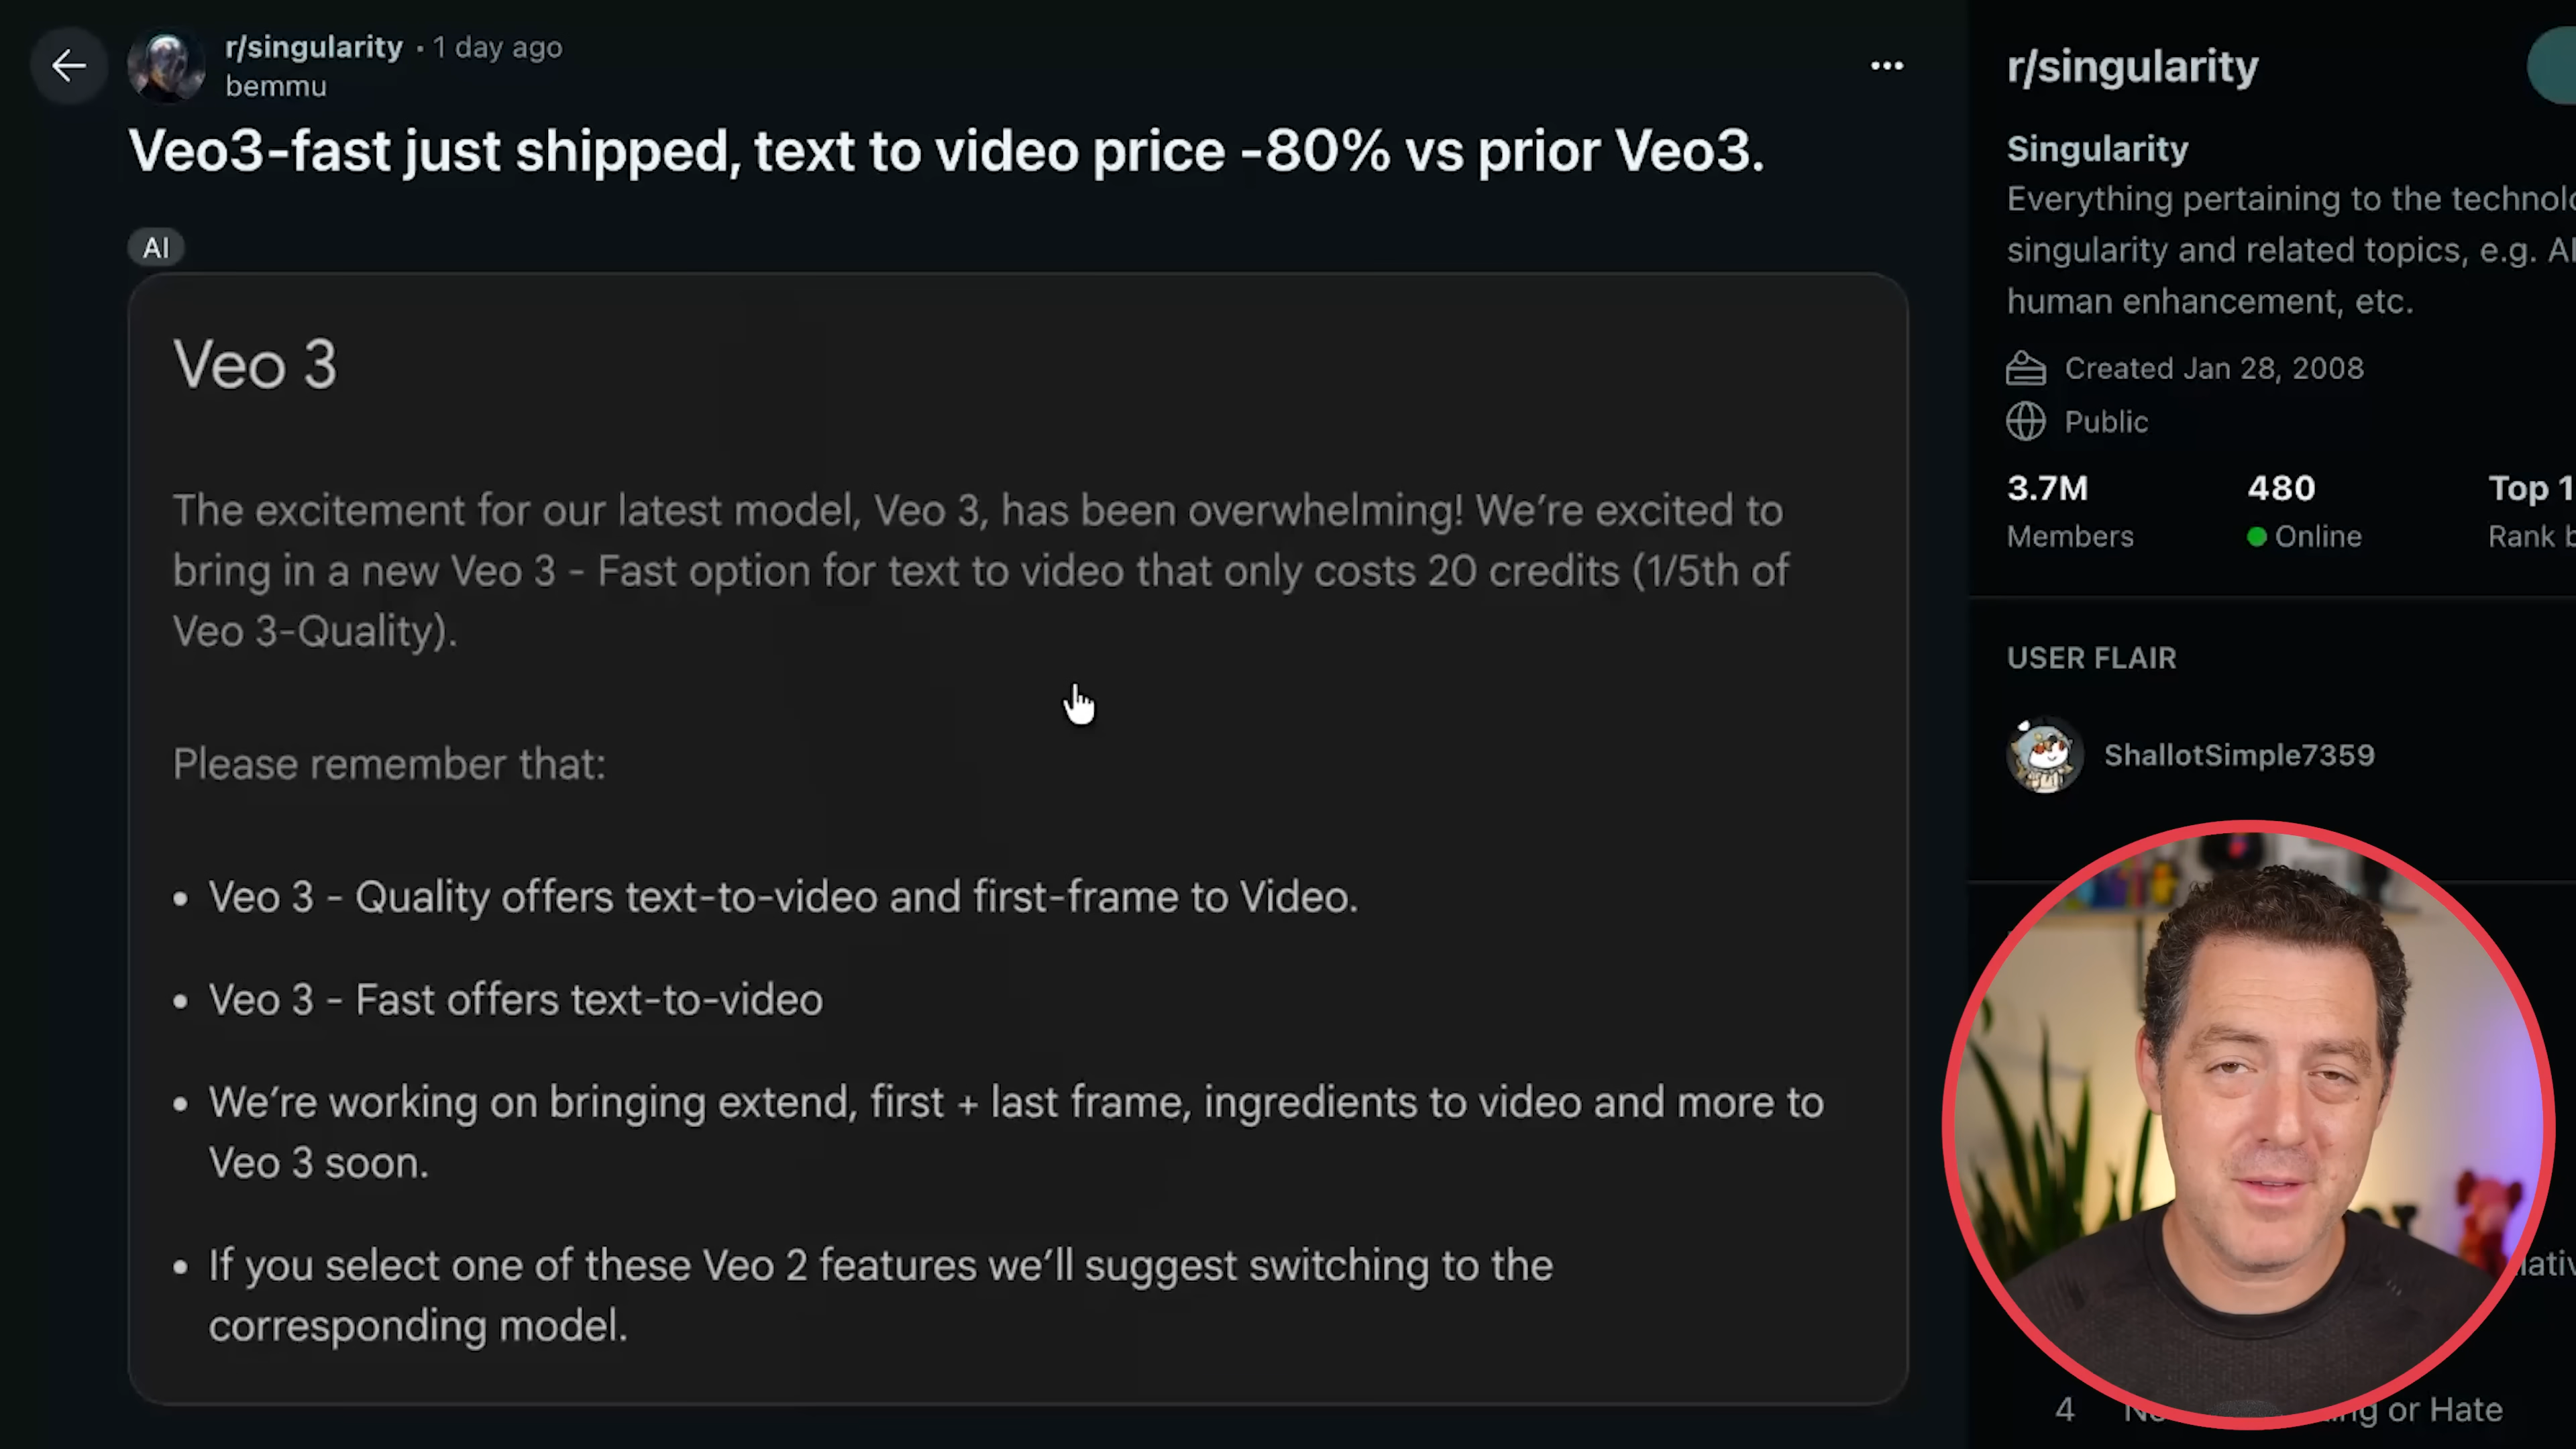 r/singularity • 1 day ago
bemmu
Veo3-fast just shipped, text to video price -80% vs prior Veo3.
AI
Veo 3
The excitement for our latest model, Veo 3, has been overwhelming! We’re excited to
bring in a new Veo 3 - Fast option for text to video that only costs 20 credits (1/5th of
Veo 3-Quality).
Please remember that:
• Veo 3 - Quality offers text-to-video and first-frame to Video.
• Veo 3 - Fast offers text-to-video
• We’re working on bringing extend, first + last frame, ingredients to video and more to
Veo 3 soon.
• If you select one of these Veo 2 features we’ll suggest switching to the
corresponding model.
r/singularity
Singularity
Everything pertaining to the
singularity and related topics, e.g.
human enhancement, etc.
Created Jan 28, 2008
Public
3.7M 480 Top
Members Online Rank
USER FLAIR
ShallotSimple7359
4 or Hate